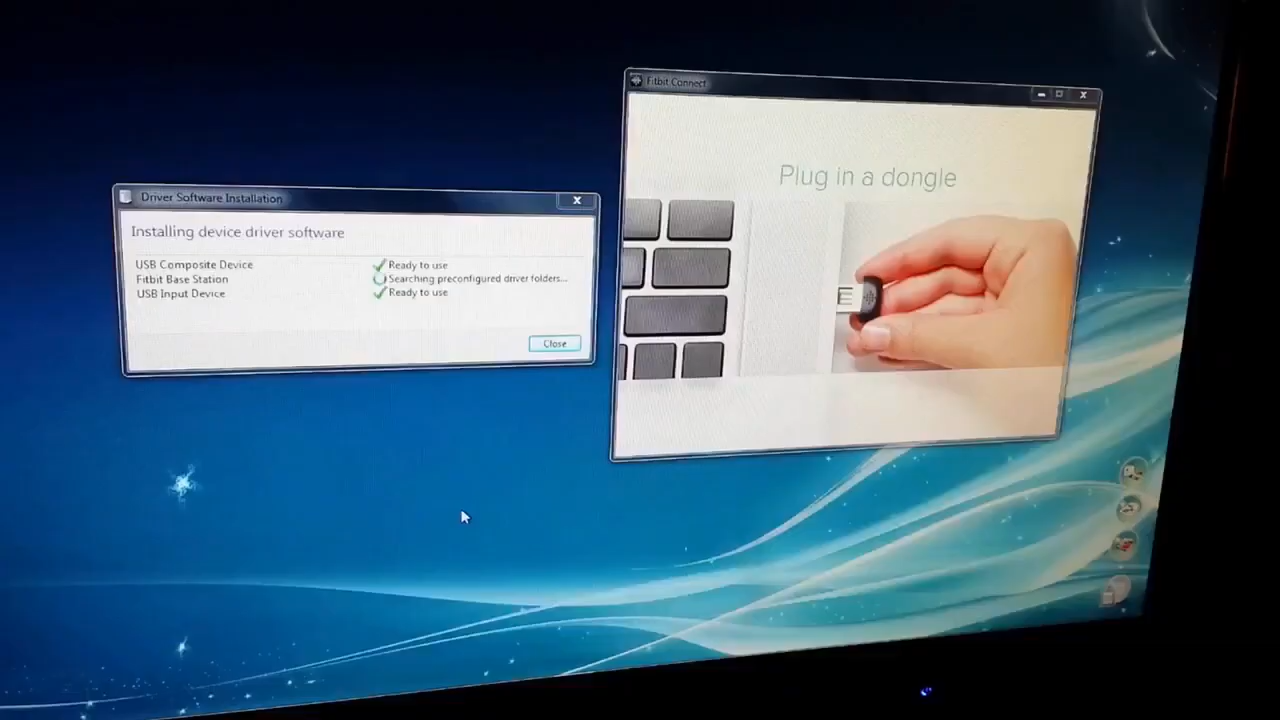 Driver Software Installation
Installing device driver software
USB Composite Device Ready to use
Fitbit Base Station Searching preconfigured driver folders...
USB Input Device Ready to use
Close
Fitbit Connect
Plug in a dongle